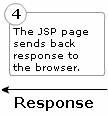 4
The JSP page
sends back
response to
the browser.
Response